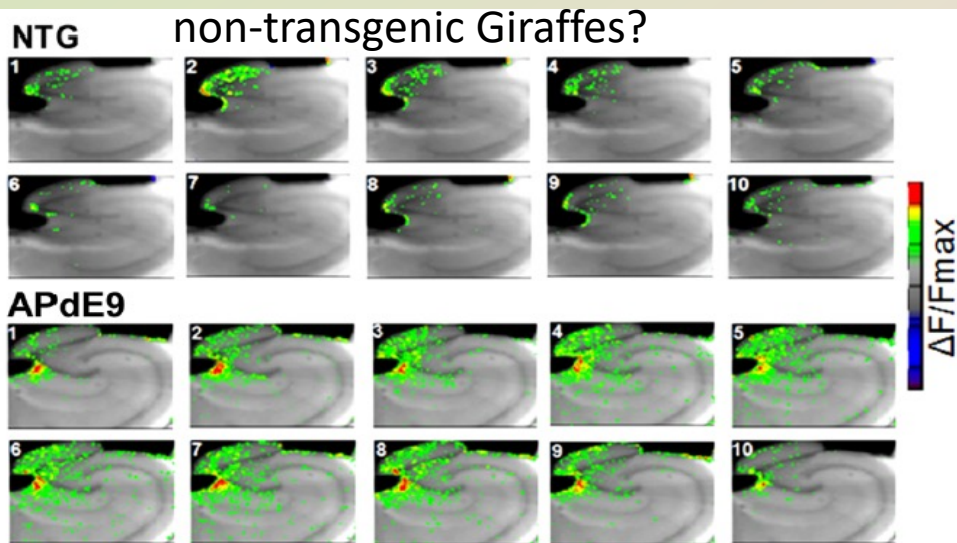 non-transgenic Giraffes?
NTG
1 2 3 4 5
6 7 8 9 10
APdE9
1 2 3 4 5
6 7 8 9 10
ΔF/Fmax